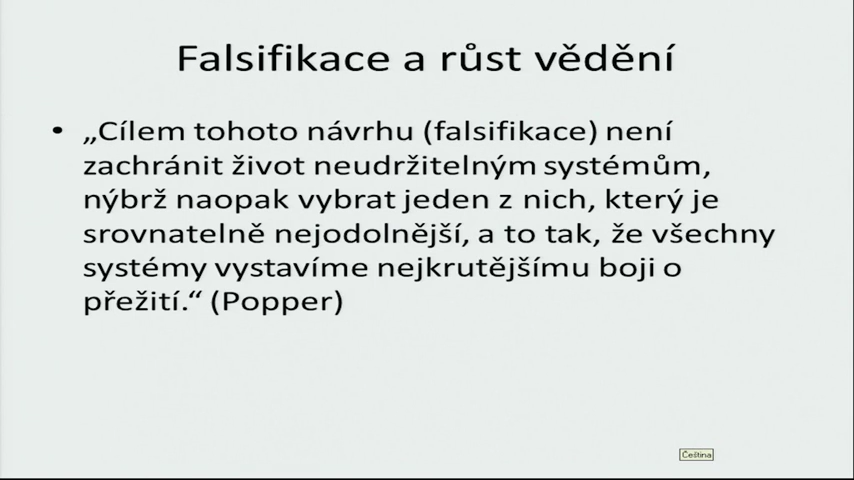 Falsifikace a růst vědění
• „Cílem tohoto návrhu (falsifikace) není
zachránit život neudržitelným systémům,
nýbrž naopak vybrat jeden z nich, který je
srovnatelně nejodolnější, a to tak, že všechny
systémy vystavíme nejkrutějšímu boji o
přežití.“ (Popper)
Čeština